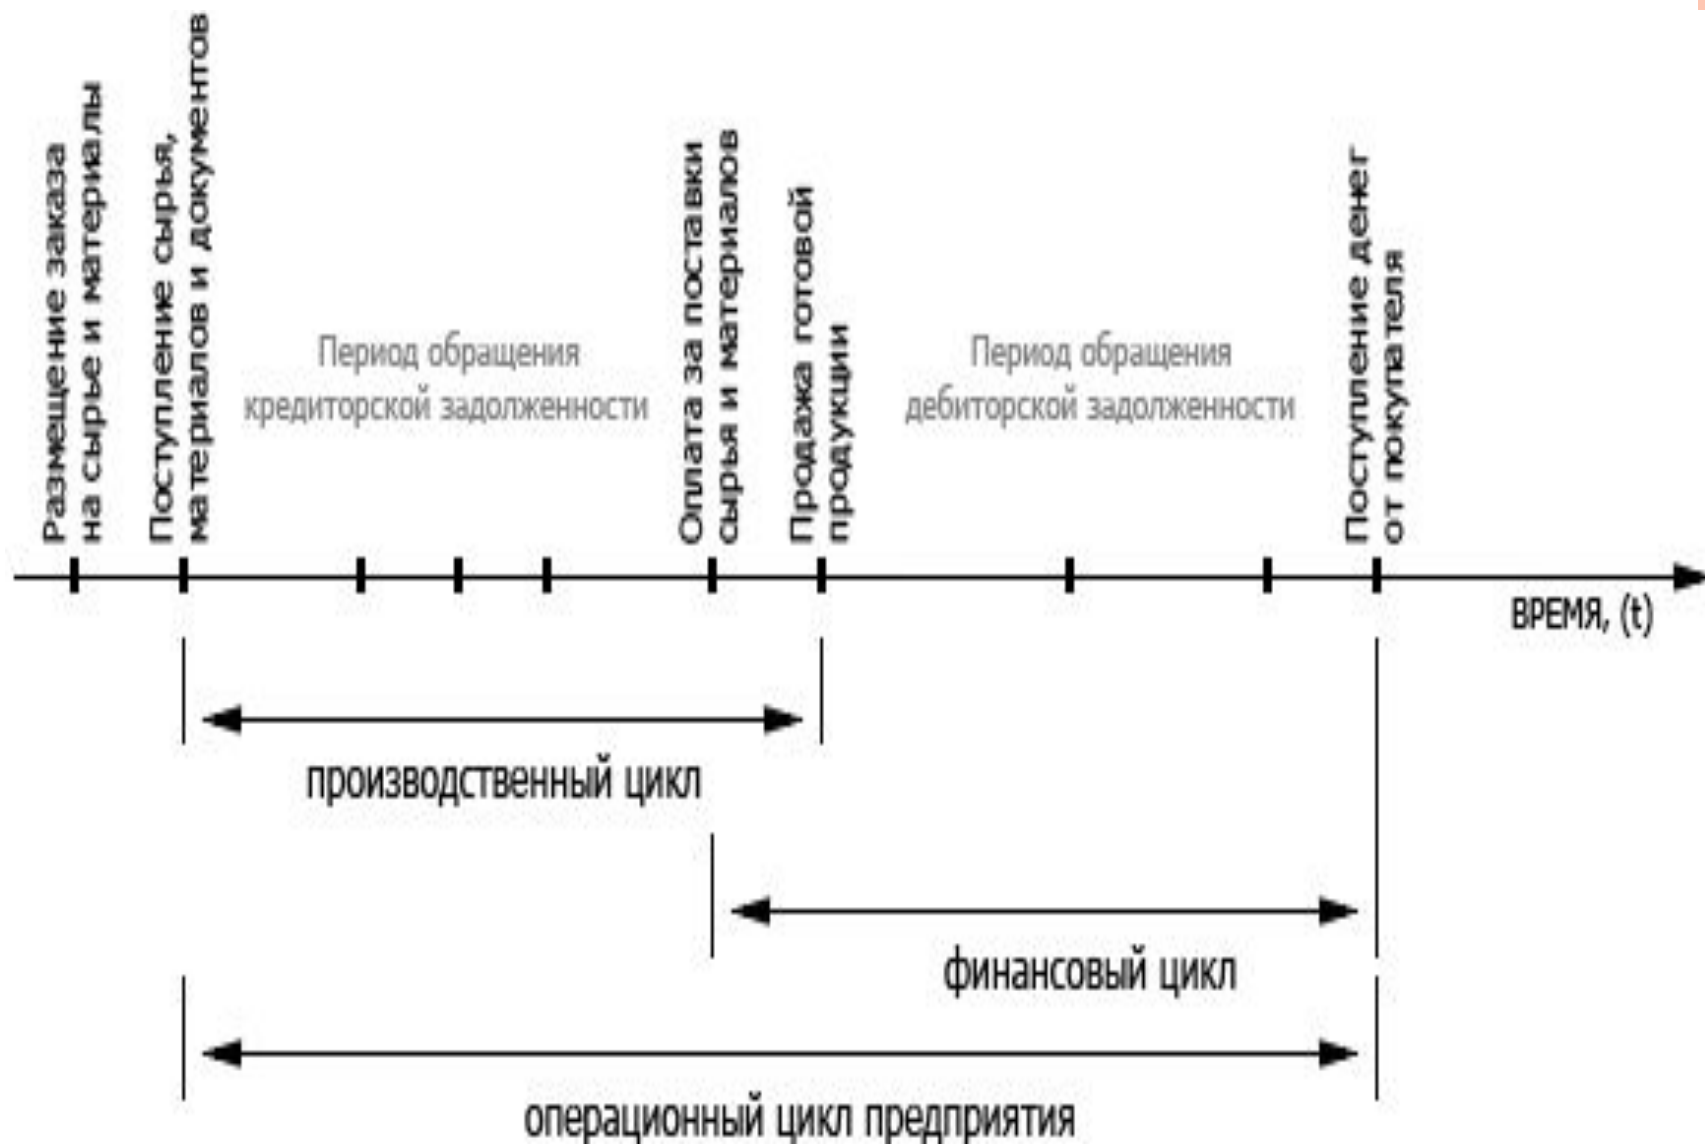 Размещение заказа
на сырье и материалы
Поступление сырья,
материалов и документов
Период обращения
кредиторской задолженности
Оплата за поставки
сырья и материалов
Продажа готовой
продукции
Период обращения
дебиторской задолженности
Поступление денег
от покупателя
ВРЕМЯ, (t)
производственный цикл
финансовый цикл
операционный цикл предприятия